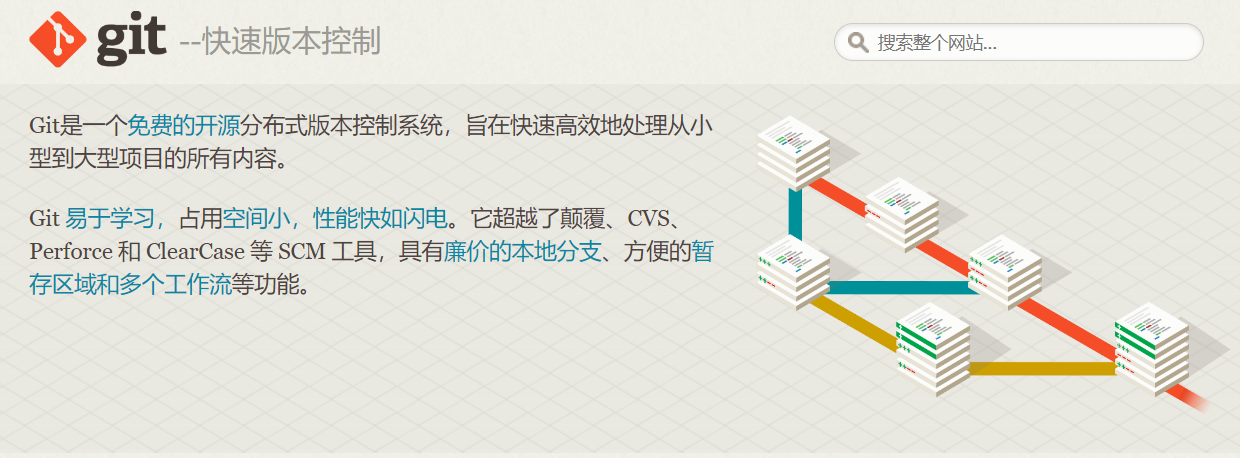 git --快速版本控制
搜索整个网站...
Git是一个免费的开源分布式版本控制系统，旨在快速高效地处理从小
型到大型项目的所有内容。
Git 易于学习，占用空间小，性能快如闪电。它超越了颠覆、CVS、
Perforce 和 ClearCase 等 SCM 工具，具有廉价的本地分支、方便的暂
存区域和多个工作流等功能。